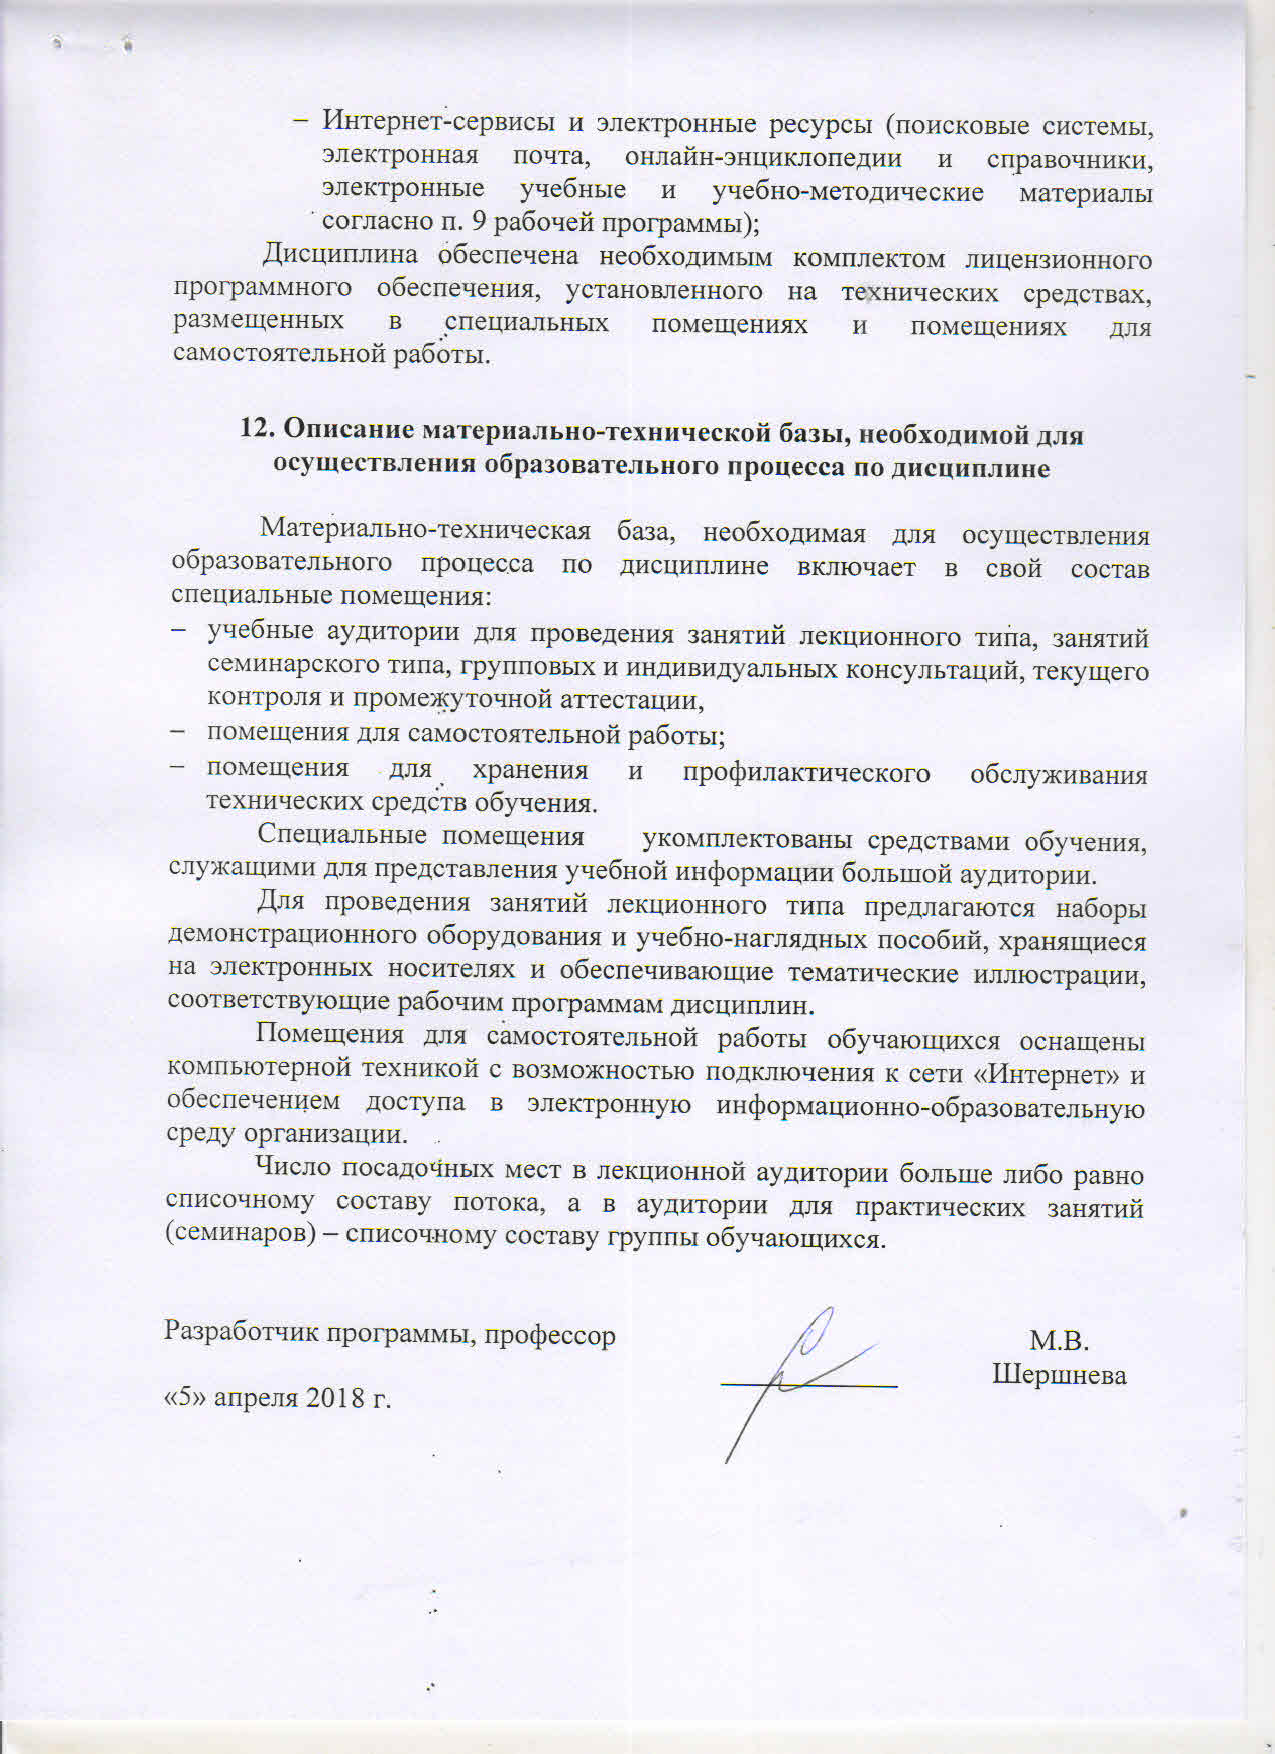 – Интернет-сервисы и электронные ресурсы (поисковые системы,
электронная почта, онлайн-энциклопедии и справочники,
электронные учебные и учебно-методические материалы
согласно п. 9 рабочей программы);
Дисциплина обеспечена необходимым комплектом лицензионного
программного обеспечения, установленного на технических средствах,
размещенных в специальных помещениях и помещениях для
самостоятельной работы.
12. Описание материально-технической базы, необходимой для
осуществления образовательного процесса по дисциплине
Материально-техническая база, необходимая для осуществления
образовательного процесса по дисциплине включает в свой состав
специальные помещения:
– учебные аудитории для проведения занятий лекционного типа, занятий
семинарского типа, групповых и индивидуальных консультаций, текущего
контроля и промежуточной аттестации,
– помещения для самостоятельной работы;
– помещения для хранения и профилактического обслуживания
технических средств обучения.
Специальные помещения укомплектованы средствами обучения,
служащими для представления учебной информации большой аудитории.
Для проведения занятий лекционного типа предлагаются наборы
демонстрационного оборудования и учебно-наглядных пособий, хранящиеся
на электронных носителях и обеспечивающие тематические иллюстрации,
соответствующие рабочим программам дисциплин.
Помещения для самостоятельной работы обучающихся оснащены
компьютерной техникой с возможностью подключения к сети «Интернет» и
обеспечением доступа в электронную информационно-образовательную
среду организации.
Число посадочных мест в лекционной аудитории больше либо равно
списочному составу потока, а в аудитории для практических занятий
(семинаров) – списочному составу группы обучающихся.
Разработчик программы, профессор
М.В.
Шершнева
«5» апреля 2018 г.